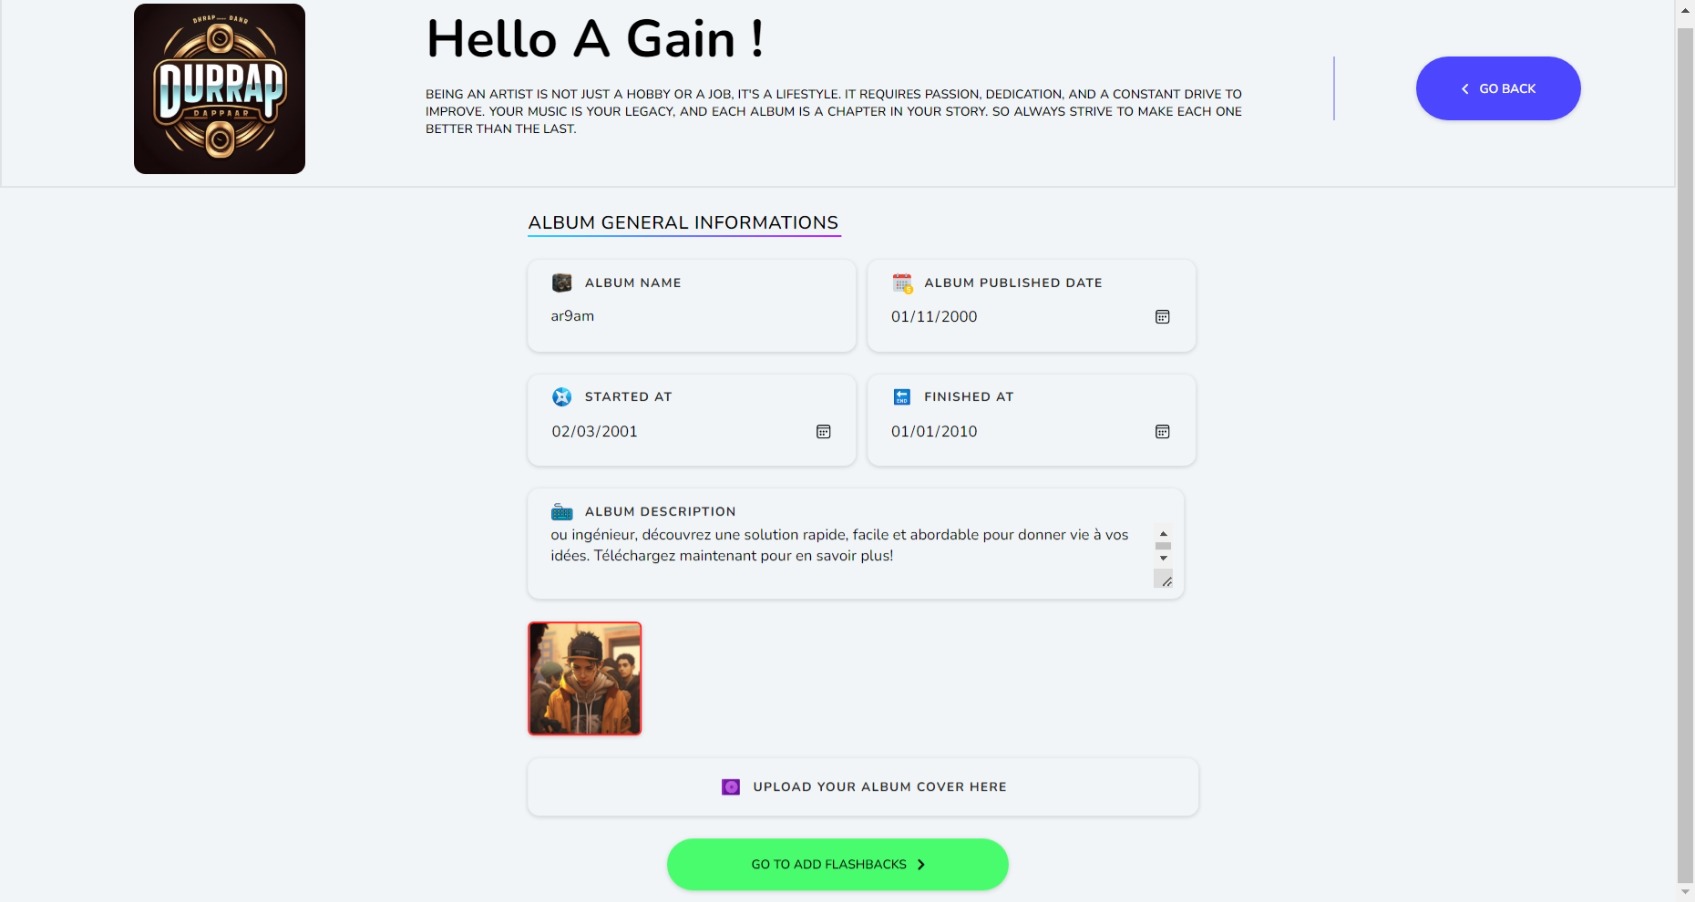 DURRAP
DAPPAAR
Hello A Gain !
BEING AN ARTIST IS NOT JUST A HOBBY OR A JOB, IT'S A LIFESTYLE. IT REQUIRES PASSION, DEDICATION, AND A CONSTANT DRIVE TO
IMPROVE. YOUR MUSIC IS YOUR LEGACY, AND EACH ALBUM IS A CHAPTER IN YOUR STORY. SO ALWAYS STRIVE TO MAKE EACH ONE
BETTER THAN THE LAST.
GO BACK
ALBUM GENERAL INFORMATIONS
ALBUM NAME
ar9am
ALBUM PUBLISHED DATE
01/11/2000
STARTED AT
02/03/2001
END
FINISHED AT
01/01/2010
ALBUM DESCRIPTION
ou ingénieur, découvrez une solution rapide, facile et abordable pour donner vie à vos
idées. Téléchargez maintenant pour en savoir plus!
UPLOAD YOUR ALBUM COVER HERE
GO TO ADD FLASHBACKS